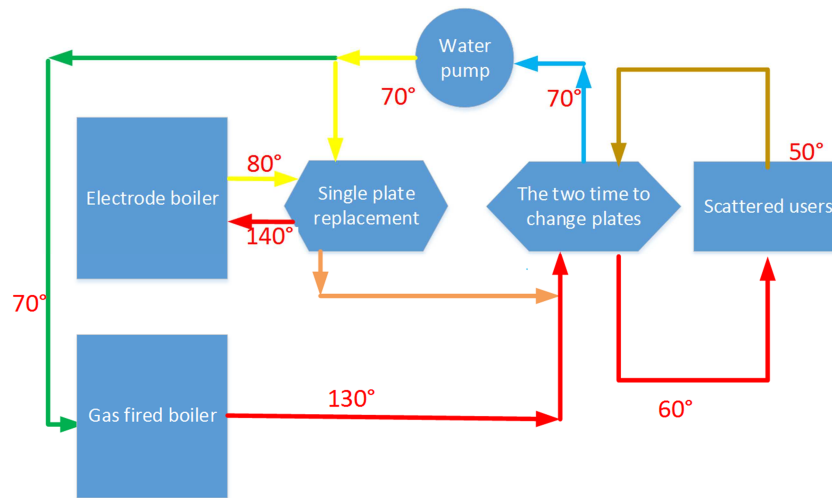 Water
pump
70°
70°
50°
80°
Electrode boiler
Single plate
replacement
The two time to
change plates
Scattered users
140°
70°
130°
60°
Gas fired boiler